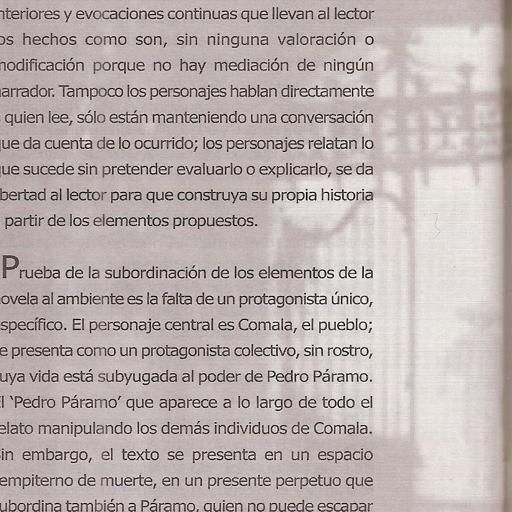 nteriores y evocaciones continuas que llevan al lector
os hechos como son, sin ninguna valoración o
nodificación porque no hay mediación de ningún
arrador. Tampoco los personajes hablan directamente
quien lee, sólo están manteniendo una conversación
ue da cuenta de lo ocurrido; los personajes relatan lo
ue sucede sin pretender evaluarlo o explicarlo, se da
bertad al lector para que construya su propia historia
partir de los elementos propuestos.
Prueba de la subordinación de los elementos de la
ovela al ambiente es la falta de un protagonista único,
specífico. El personaje central es Comala, el pueblo;
e presenta como un protagonista colectivo, sin rostro,
uya vida está subyugada al poder de Pedro Páramo.
l 'Pedro Páramo' que aparece a lo largo de todo el
elato manipulando los demás individuos de Comala.
in embargo, el texto se presenta en un espacio
empiterno de muerte, en un presente perpetuo que
ubordina también a Páramo, quien no puede escapar